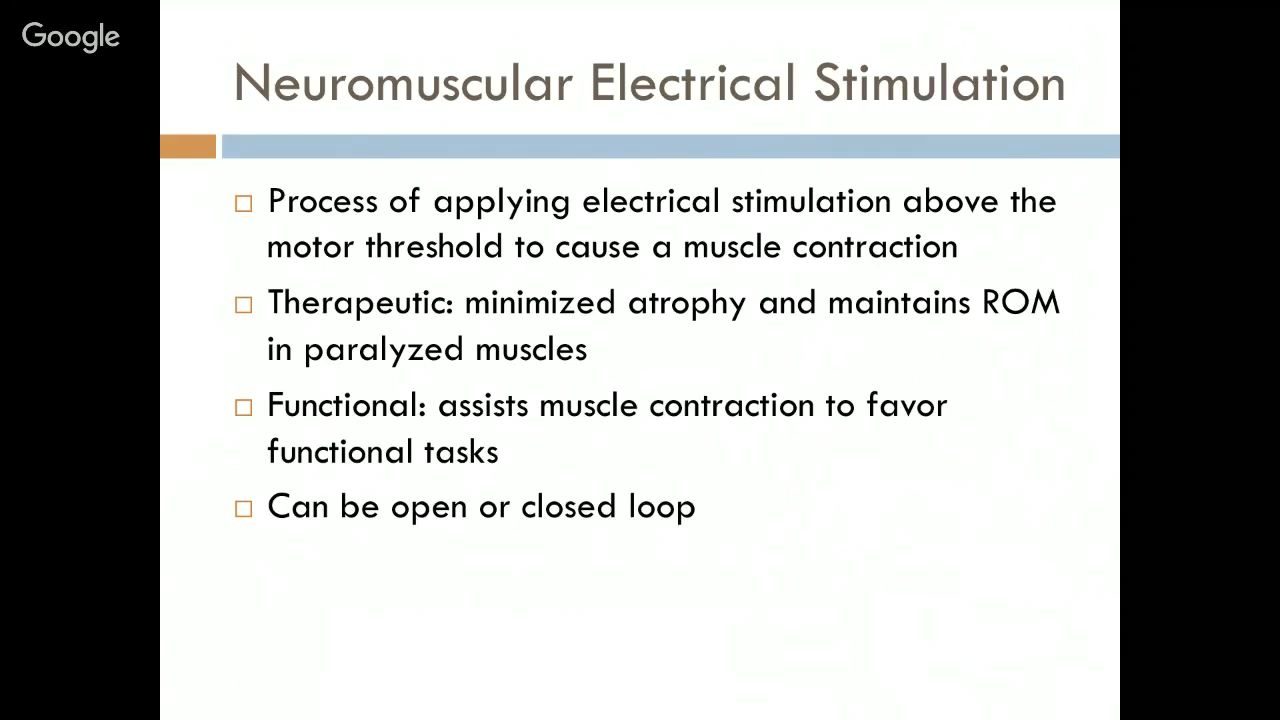 Google
Neuromuscular Electrical Stimulation
Process of applying electrical stimulation above the
motor threshold to cause a muscle contraction
Therapeutic: minimized atrophy and maintains ROM
in paralyzed muscles
Functional: assists muscle contraction to favor
functional tasks
Can be open or closed loop